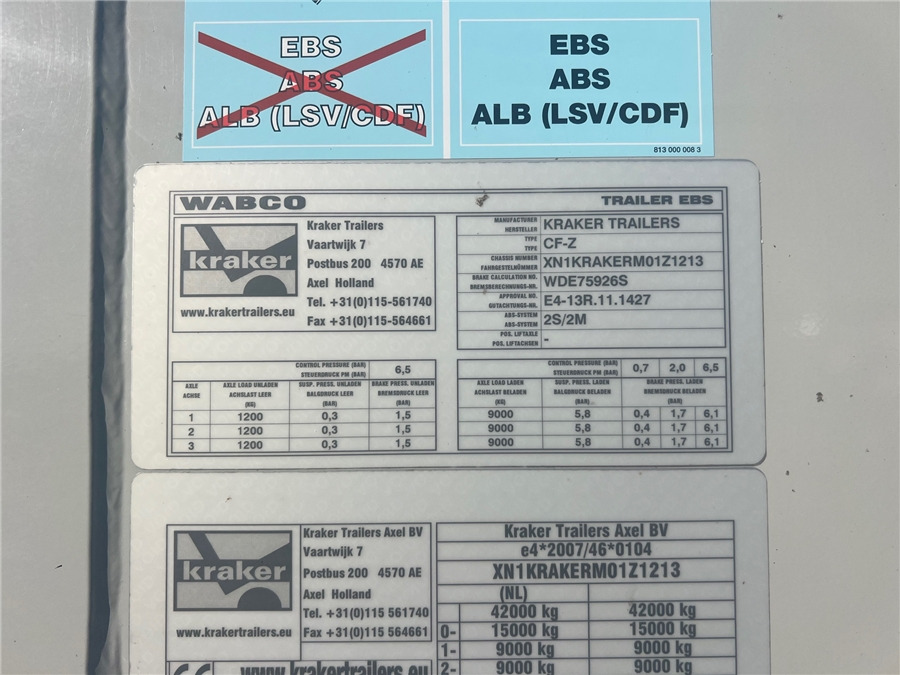 EBS
ABS
ALB (LSV/CDF)
EBS
ABS
ALB (LSV/CDF)
813 000 008 3
WABCO TRAILER EBS
kraker
www.krakertrailers.eu
Kraker Trailers
Vaartwijk 7
Postbus 200 4570 AE
Axel Holland
Tel. +31(0)115-561740
Fax +31(0)115-564661
MANUFACTURER
HERSTELLER
KRAKER TRAILERS
TYPE
TYPE
CF-Z
CHASSIS NUMBER
FAHRGESTELNÜMMER
XN1KRAKERM01Z1213
BRAKE CALCULATION NO.
BREMSBERECHNUNGS-NR.
WDE75926S
APPROVAL NO.
GUTACHTUNGS-NR.
E4-13R.11.1427
ABS-SYSTEM
ABS-SYSTEM
2S/2M
POS. LIFTAXLE
POS. LIFTACHSEN
-
CONTROL PRESSURE (BAR)
STEUERDRUCK PM (BAR)
6,5
AXLE AXLE LOAD UNLADEN SUSP. PRESS. UNLADEN BRAKE PRESS. UNLADEN
ACHSE ACHSLAST LEER BALGDRUCK LEER BREMSDRUCK LEER
(KG) (BAR) (BAR)
1 1200 0,3 1,5
2 1200 0,3 1,5
3 1200 0,3 1,5
CONTROL PRESSURE (BAR)
STEUERDRUCK PM (BAR)
0,7 2,0 6,5
AXLE LOAD LADEN SUSP. PRESS. LADEN BRAKE PRESS. LADEN
ACHSLAST BELADEN BALGDRUCK BELADEN BREMSDRUCK BELADEN
(KG) (BAR) (BAR)
9000 5,8 0,4 1,7 6,1
9000 5,8 0,4 1,7 6,1
9000 5,8 0,4 1,7 6,1
kraker
www.krakertrailers.eu
Kraker Trailers Axel BV
Vaartwijk 7
Postbus 200 4570 AE
Axel Holland
Tel. +31(0)115 561740
Fax +31(0)115 564661
CE www.krakertrailers.eu
Kraker Trailers Axel BV
e4*2007/46*0104
XN1KRAKERM01Z1213
(NL)
42000 kg 42000 kg
0- 15000 kg 15000 kg
1- 9000 kg 9000 kg
2- 9000 kg 9000 kg